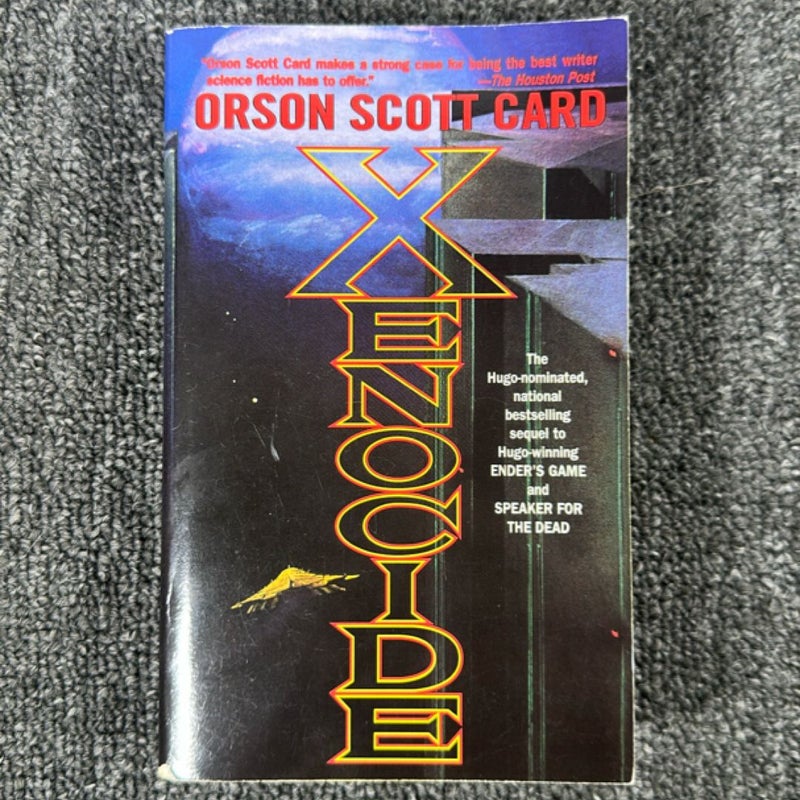 "Orson Scott Card makes a strong case for being the best writer
science fiction has to offer."
—The Houston Post
ORSON SCOTT CARD
XENOCIDE
The
Hugo-nominated,
national
bestselling
sequel to
Hugo-winning
ENDER'S GAME
and
SPEAKER FOR
THE DEAD